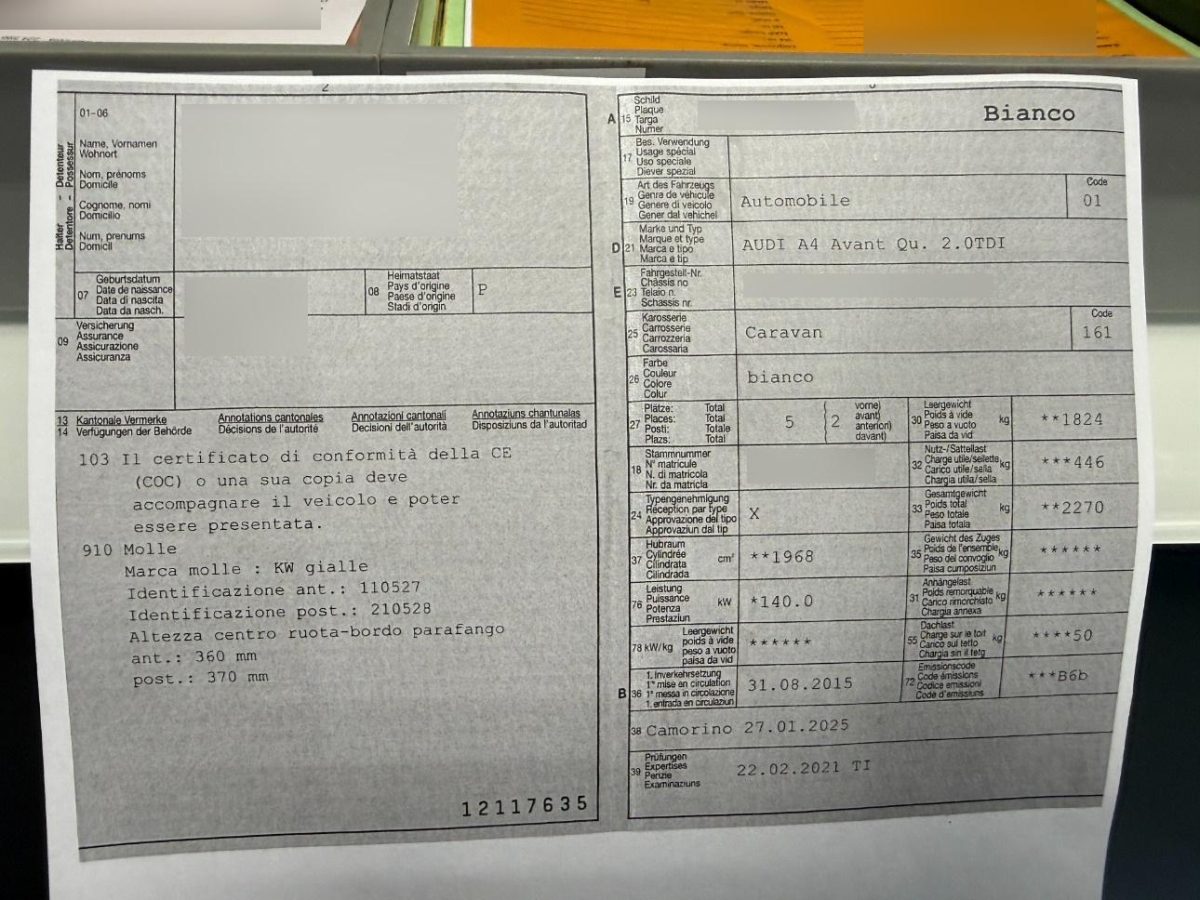 01-06
Halter - Detenteur
Detentore - Possessur
Name, Vornamen
Wohnort
Nom, prénoms
Domicile
Cognome, nomi
Domicilio
Num, prenums
Domicil
07
Geburtsdatum
Date de naissance
Data di nascita
Data da nasch.
08
Heimatstaat
Pays d'origine
Paese d'origine
Stadi d'origin
P
09
Versicherung
Assurance
Assicurazione
Assicuranza
13 Kantonale Vermerke Annotations cantonales Annotazioni cantonali Annotaziuns chantunalas
14 Verfügungen der Behörde Décisions de l'autorité Decisioni dell'autorità Disposiziuns da l'autoritad
103 Il certificato di conformità della CE
(COC) o una sua copia deve
accompagnare il veicolo e poter
essere presentata.
910 Molle
Marca molle : KW gialle
Identificazione ant.: 110527
Identificazione post.: 210528
Altezza centro ruota-bordo parafango
ant.: 360 mm
post.: 370 mm
12117635
A 15
Schild
Plaque
Targa
Numer
Bianco
17
Bes. Verwendung
Usage spécial
Uso speciale
Diever spezial
19
Art des Fahrzeugs
Genre de véhicule
Genere di veicolo
Gener dal vehichel
Automobile
Code
01
D 21
Marke und Typ
Marque et type
Marca e tipo
Marca e tip
AUDI A4 Avant Qu. 2.0TDI
E 23
Fahrgestell-Nr.
Châssis no
Telaio n.
Schassis nr.
25
Karosserie
Carrosserie
Carrozzeria
Carossaria
Caravan
Code
161
26
Farbe
Couleur
Colore
Colur
bianco
27
Plätze: Total
Places: Total
Posti: Totale
Plazs: Total
5
2
vorne)
avant)
anteriori)
davant)
30
Leergewicht
Poids à vide
Peso a vuoto
Paisa da vid
kg
**1824
18
Stammnummer
N° matricule
N. di matricola
Nr. da matricla
32
Nutz-/Sattellast
Charge utile/sellette
Carico utile/sella
Chargia utila/sella
kg
***446
24
Typengenehmigung
Réception par type
Approvazione del tipo
Approvaziun dal tip
X
33
Gesamtgewicht
Poids total
Peso totale
Paisa totala
kg
**2270
37
Hubraum
Cylindrée
Cilindrata
Cilindrada
cm³
**1968
35
Gewicht des Zuges
Poids de l'ensemble
Peso del convoglio
Paisa cumposiziun
kg
******
76
Leistung
Puissance
Potenza
Prestaziun
kW
*140.0
31
Anhängelast
Poids remorquable
Carico rimorchiato
Chargia annexa
kg
******
78 kW/kg
Leergewicht
poids à vide
peso a vuoto
paisa da vid
******
55
Dachlast
Charge sur le toit
Carico sul tetto
Chargia sin il tetg
kg
****50
B 36
1. Inverkehrsetzung
1° mise en circulation
1° messa in circolazione
1. entrada en circulaziun
31.08.2015
72
Emissionscode
Code émissions
Codice emissioni
Code d'emissiuns
***B6b
38 Camorino 27.01.2025
39
Prüfungen
Expertises
Perizie
Examinaziuns
22.02.2021 TI